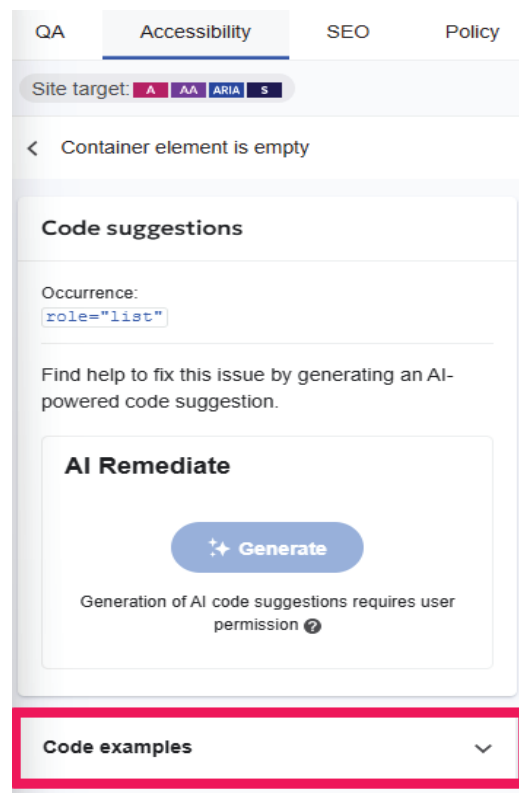 QA Accessibility SEO Policy
Site target: A AA ARIA S
Container element is empty
Code suggestions
Occurrence:
role="list"
Find help to fix this issue by generating an AI-
powered code suggestion.
AI Remediate
Generate
Generation of AI code suggestions requires user
permission ?
Code examples